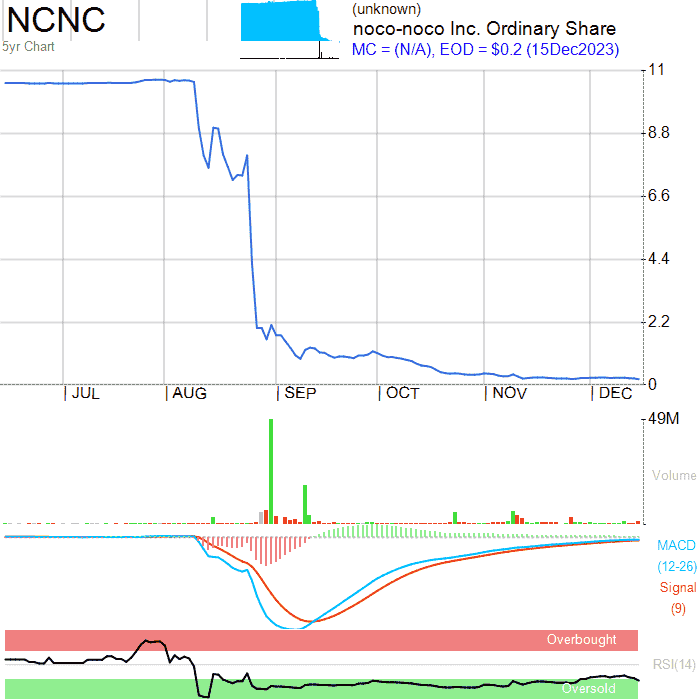 NCNC
(unknown)
noco-noco Inc. Ordinary Share
5yr Chart
MC = (N/A), EOD = $0.2 (15Dec2023)
11
8.8
6.6
4.4
2.2
0
JUL AUG SEP OCT NOV DEC
49M
Volume
MACD
(12-26)
Signal
(9)
Overbought
RSI(14)
Oversold